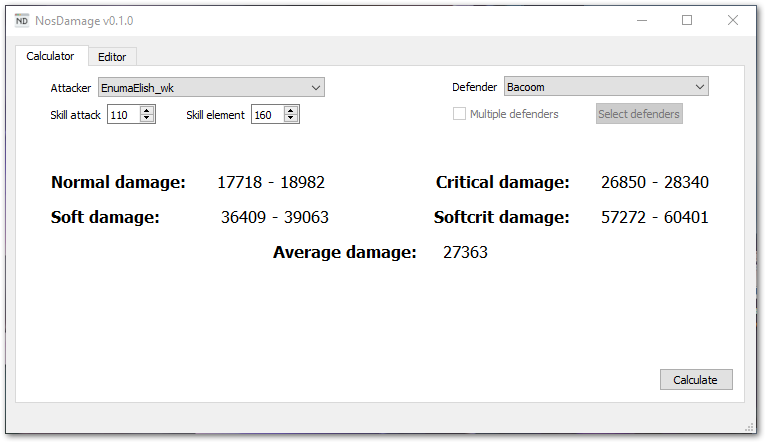 ND NosDamage v0.1.0
Calculator Editor
Attacker EnumaElish_wk Defender Bacoom
Skill attack 110 Skill element 160 Multiple defenders Select defenders
Normal damage: 17718 - 18982 Critical damage: 26850 - 28340
Soft damage: 36409 - 39063 Softcrit damage: 57272 - 60401
Average damage: 27363
Calculate